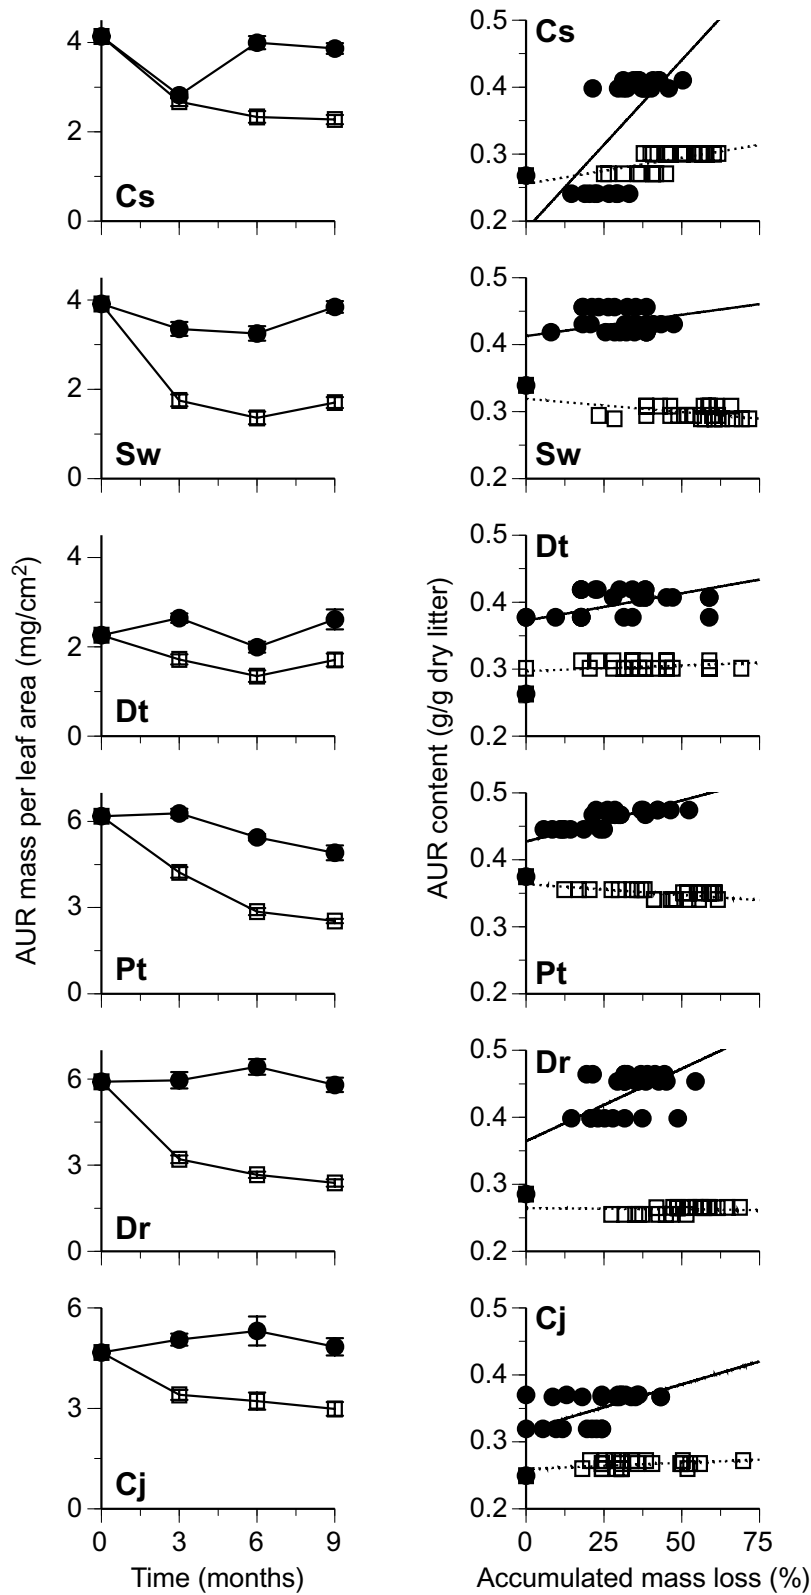 4
2
0
Cs
0.5
0.4
0.3
0.2
Cs
4
2
0
Sw
0.5
0.4
0.3
0.2
Sw
4
2
0
Dt
0.5
0.4
0.3
0.2
Dt
6
3
0
Pt
0.5
0.4
0.3
0.2
Pt
6
3
0
Dr
0.5
0.4
0.3
0.2
Dr
6
3
0
Cj
0.5
0.4
0.3
0.2
Cj
AUR mass per leaf area (mg/cm²)
AUR content (g/g dry litter)
0 3 6 9
Time (months)
0 25 50 75
Accumulated mass loss (%)